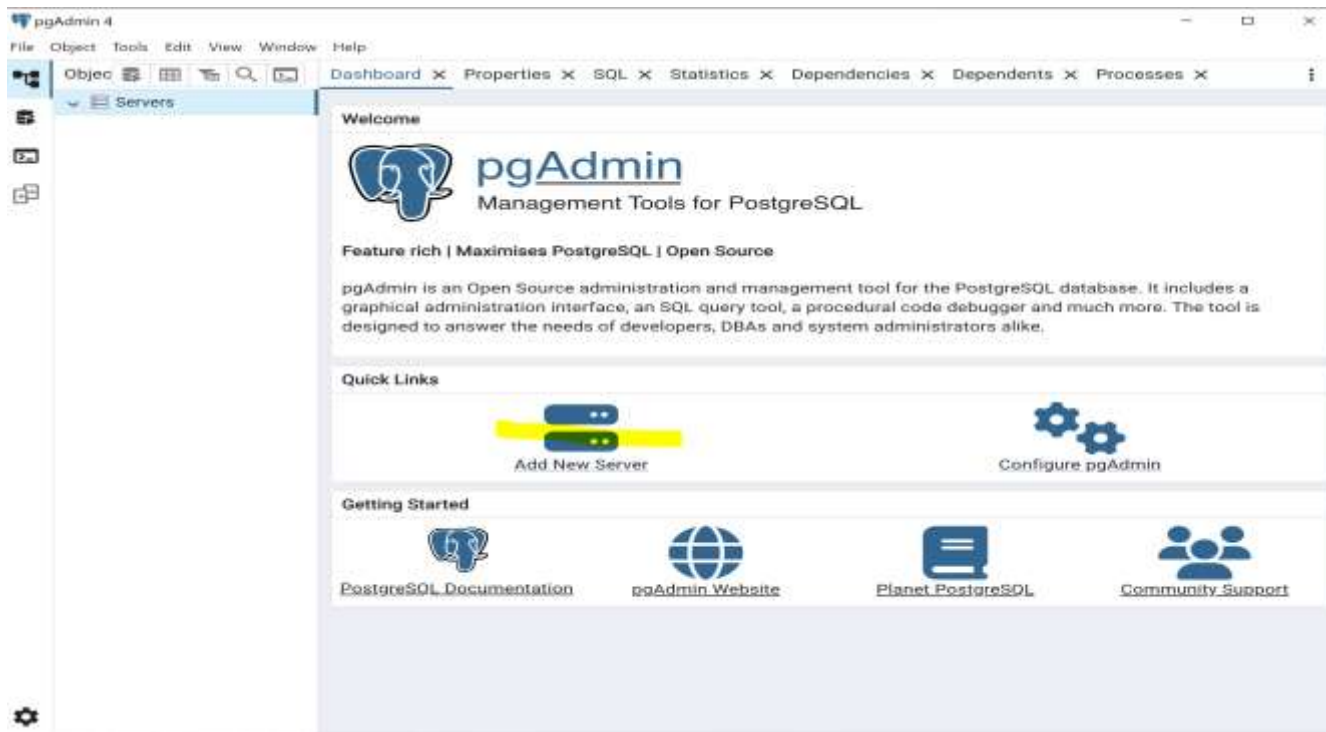 pgAdmin 4
File Object Tools Edit View Window Help
Objec
Dashboard Properties SQL Statistics Dependencies Dependents Processes
Servers
Welcome
pgAdmin
Management Tools for PostgreSQL
Feature rich | Maximises PostgreSQL | Open Source
pgAdmin is an Open Source administration and management tool for the PostgreSQL database. It includes a
graphical administration interface, an SQL query tool, a procedural code debugger and much more. The tool is
designed to answer the needs of developers, DBAs and system administrators alike.
Quick Links
Add New Server
Configure pgAdmin
Getting Started
PostgreSQL Documentation
pgAdmin Website
Planet PostgreSQL
Community Support